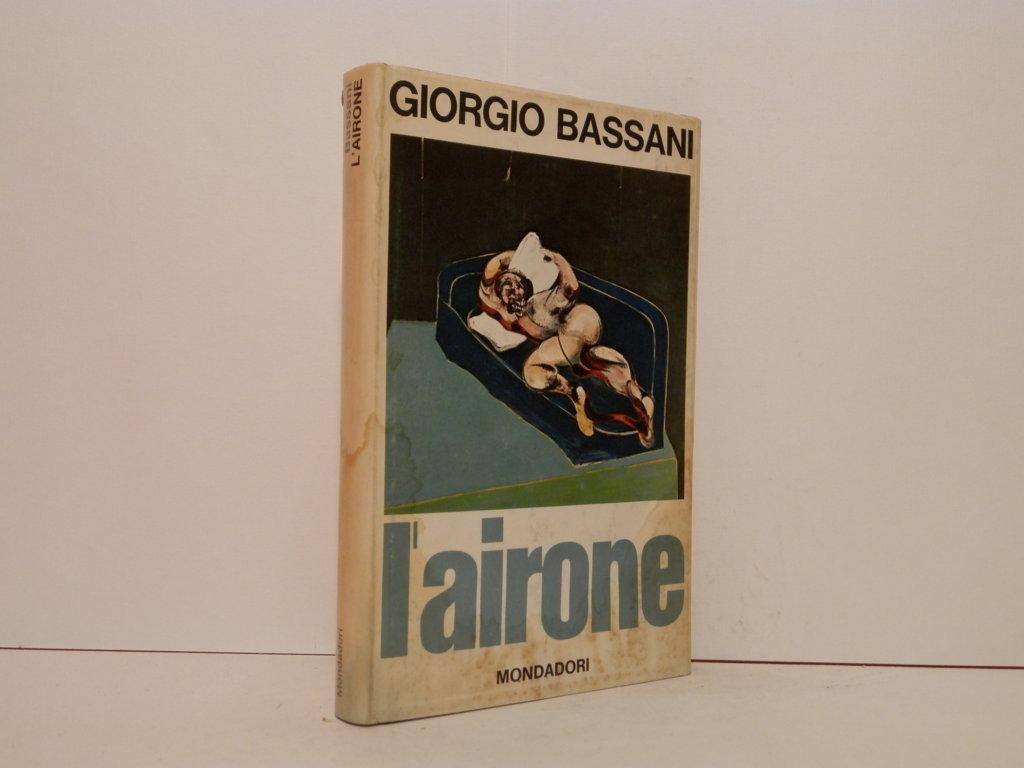 Bassani
L'AIRONE
Mondadori
GIORGIO BASSANI
l'airone
MONDADORI